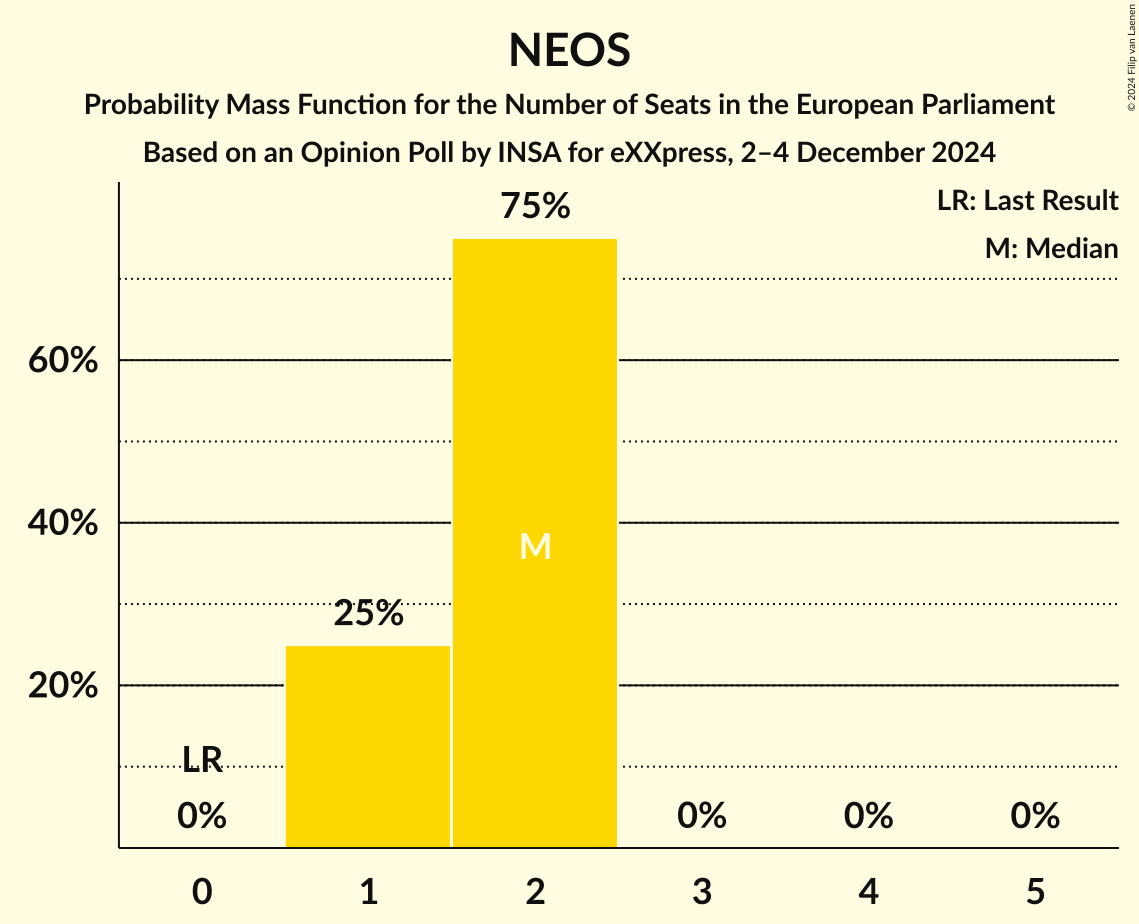 NEOS
Probability Mass Function for the Number of Seats in the European Parliament
Based on an Opinion Poll by INSA for eXXpress, 2–4 December 2024
© 2024 Filip van Laenen
LR: Last Result
M: Median
75%
60%
40%
M
25%
20%
LR
0%
0%
0%
0%
0
1
2
3
4
5